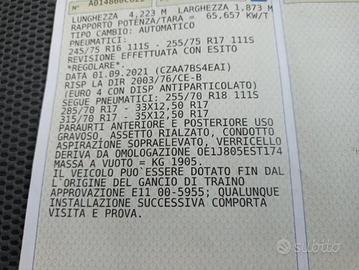 N° A014860C022
LUNGHEZZA 4,223 M LARGHEZZA 1,873 M
RAPPORTO POTENZA/TARA = 65,657 KW/T
TIPO CAMBIO: AUTOMATICO
PNEUMATICI:
245/75 R16 111S - 255/75 R17 111S
REVISIONE EFFETTUATA CON ESITO
*REGOLARE*.
DATA 01.09.2021 (CZAA7BS4EAI)
RISP LA DIR 2003/76/CE-B
(EURO 4 CON DISP ANTIPARTICOLATO)
SEGUE PNEUMATICI: 255/70 R18 111S
285/70 R17 - 33X12,50 R17
315/70 R17 - 35X12,50 R17
PARAURTI ANTERIORE E POSTERIORE USO
GRAVOSO, ASSETTO RIALZATO, CONDOTTO
ASPIRAZIONE SOPRAELEVATO, VERRICELLO
DERIVA DA OMOLOGAZIONE OE1J805EST174
MASSA A VUOTO = KG 1905.
IL VEICOLO PUO'ESSERE DOTATO FIN DAL
L'ORIGINE DEL GANCIO DI TRAINO
APPROVAZIONE E11 00-5955; QUALUNQUE
INSTALLAZIONE SUCCESSIVA COMPORTA
VISITA E PROVA.
subito